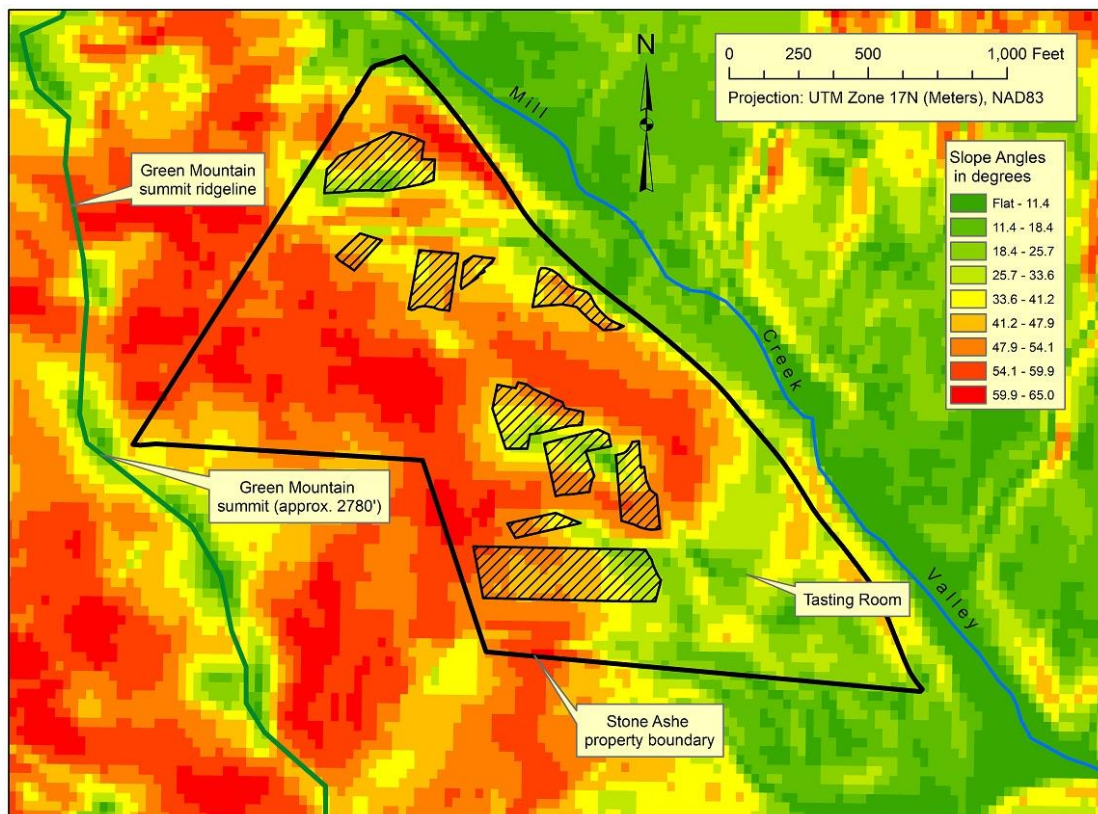 0 250 500 1,000 Feet
Projection: UTM Zone 17N (Meters), NAD83
N
Mill
Creek
Valley
Green Mountain
summit ridgeline
Slope Angles
in degrees
Flat - 11.4
11.4 - 18.4
18.4 - 25.7
25.7 - 33.6
33.6 - 41.2
41.2 - 47.9
47.9 - 54.1
54.1 - 59.9
59.9 - 65.0
Green Mountain
summit (approx. 2780')
Tasting Room
Stone Ashe
property boundary